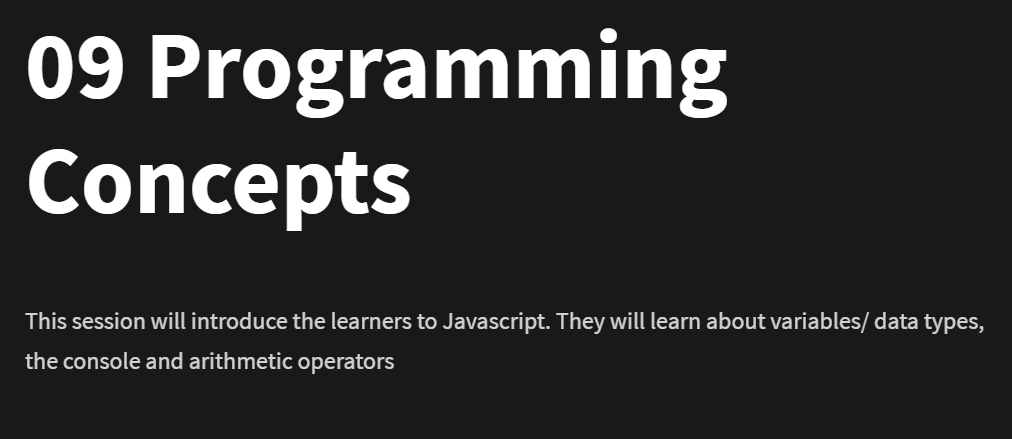 09 Programming
Concepts
This session will introduce the learners to Javascript. They will learn about variables/ data types,
the console and arithmetic operators